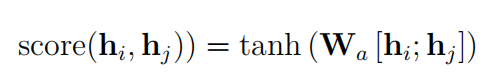 score(hᵢ, hⱼ)) = tanh (Wₐ [hᵢ; hⱼ])